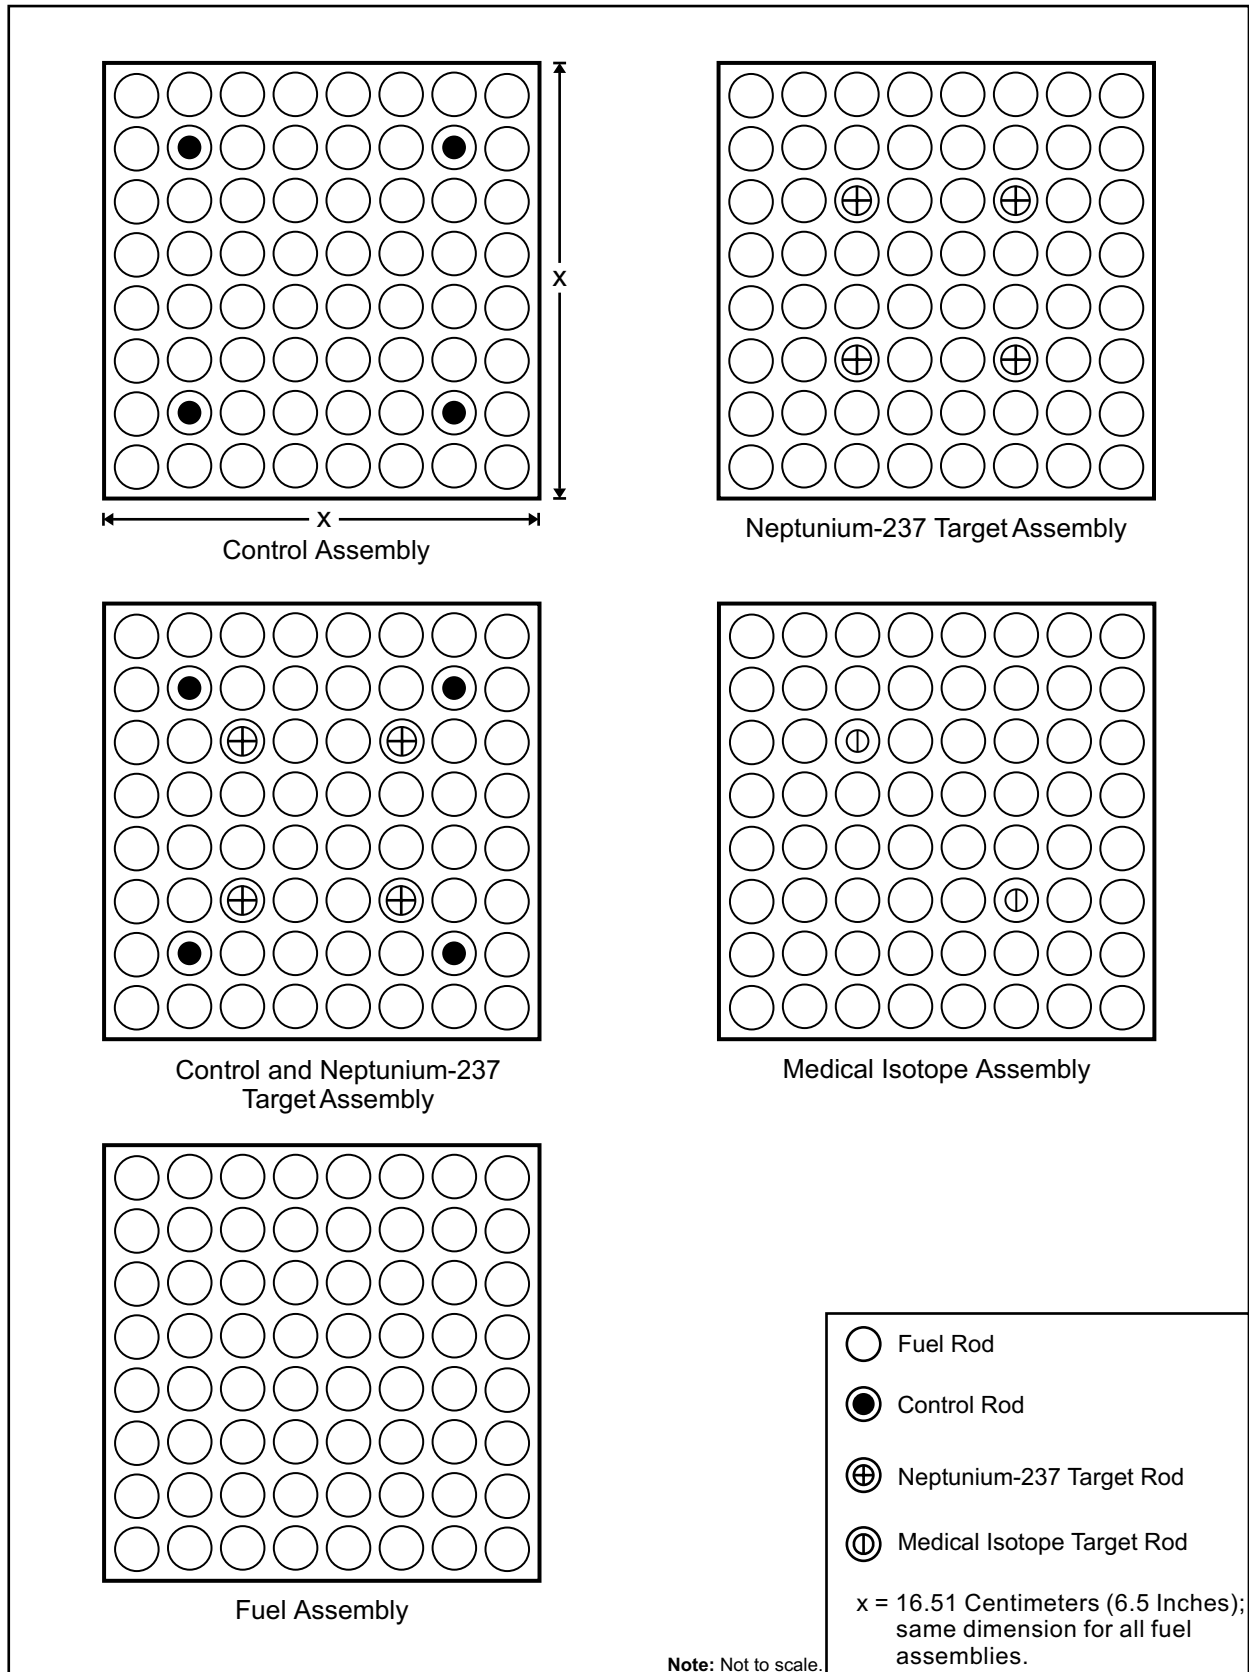 x
x
Control Assembly
Neptunium-237 Target Assembly
Control and Neptunium-237
Target Assembly
Medical Isotope Assembly
Fuel Assembly
Fuel Rod
Control Rod
Neptunium-237 Target Rod
Medical Isotope Target Rod
x = 16.51 Centimeters (6.5 Inches);
same dimension for all fuel
assemblies.
Note: Not to scale.